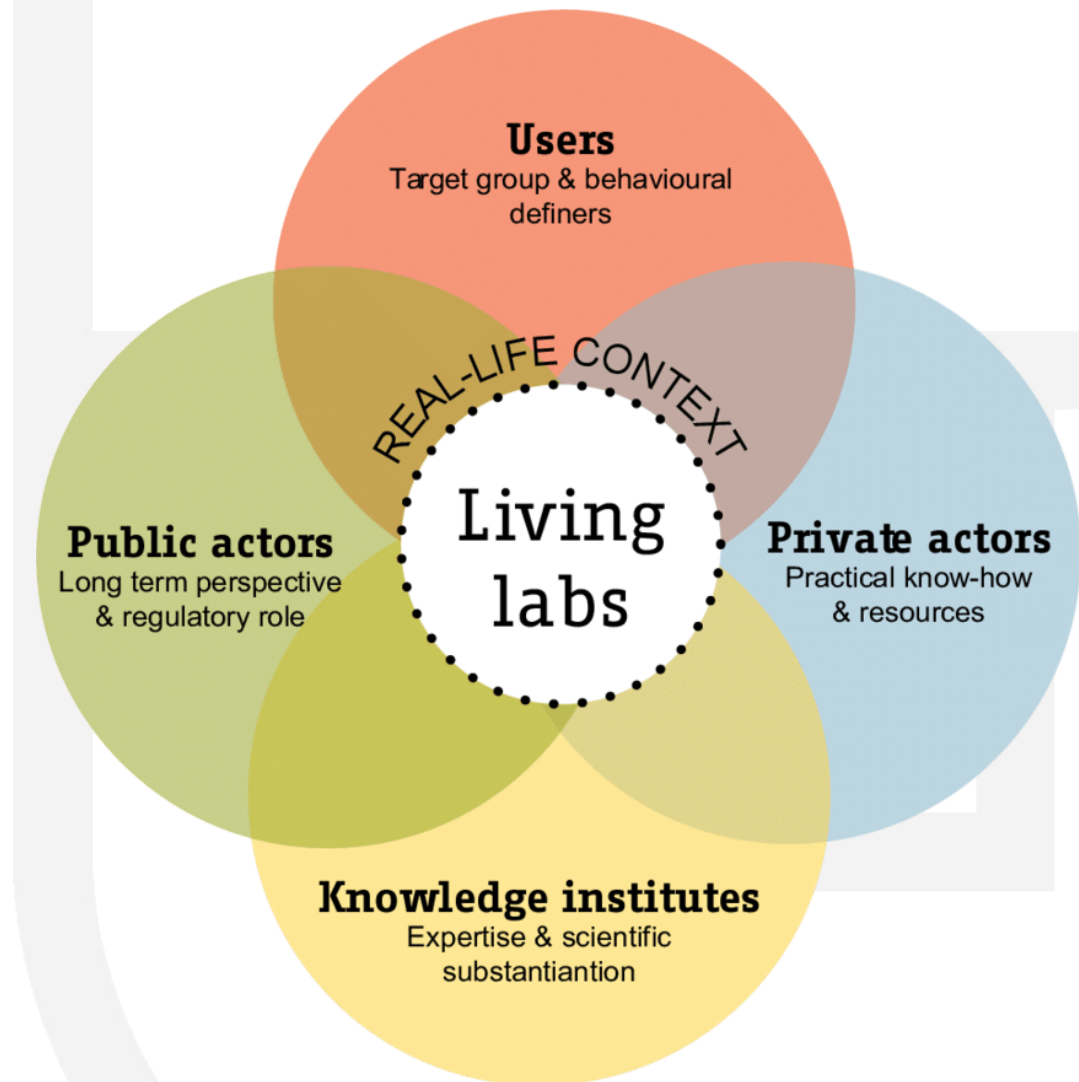 Users
Target group & behavioural
definers
REAL-LIFE CONTEXT
Living
labs
Public actors
Long term perspective
& regulatory role
Private actors
Practical know-how
& resources
Knowledge institutes
Expertise & scientific
substantiantion